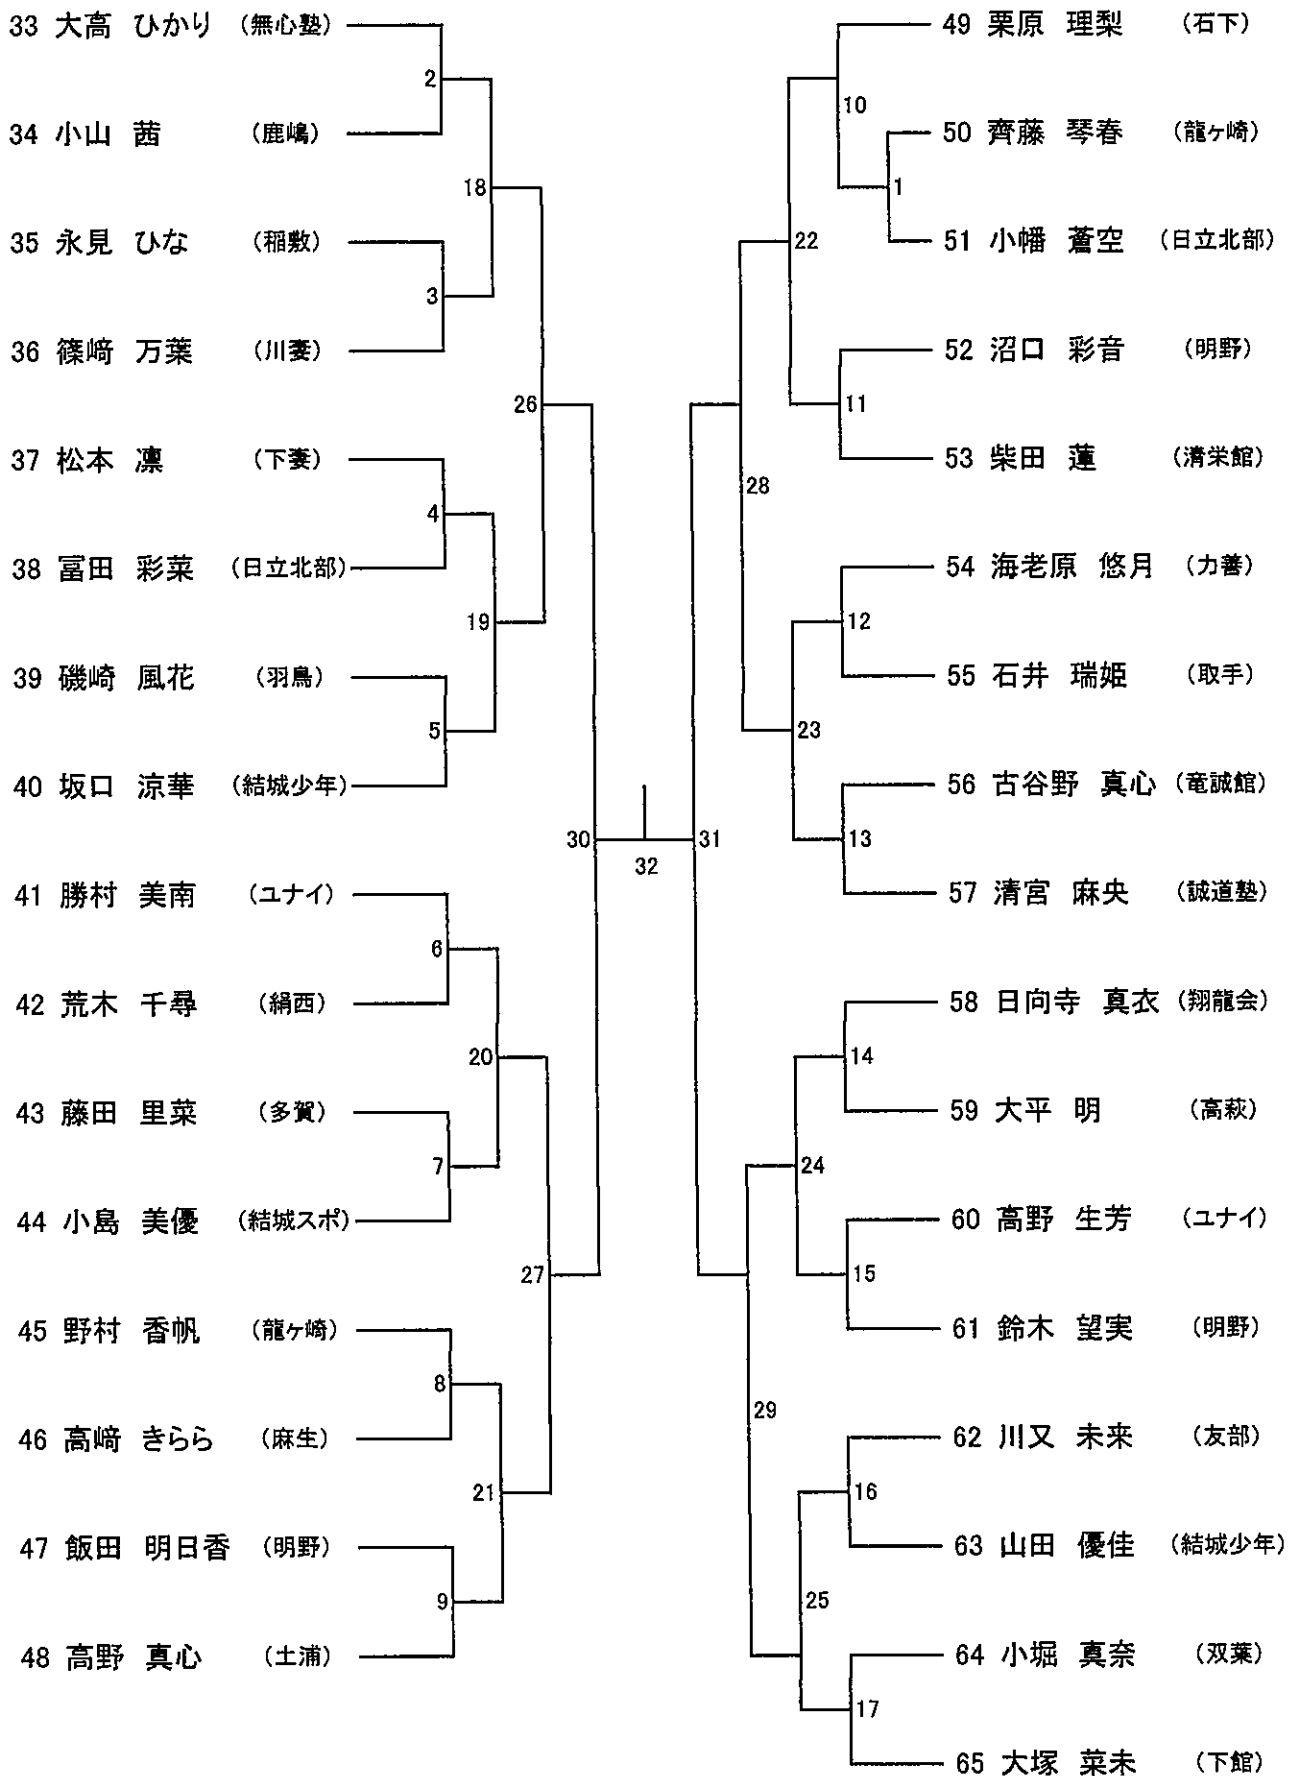 33 大高 ひかり (無心塾)
2
34 小山 茜 (鹿嶋)
18
35 永見 ひな (稲敷)
3
36 篠﨑 万葉 (川妻)
26
37 松本 凛 (下妻)
4
38 冨田 彩菜 (日立北部)
19
39 磯崎 風花 (羽鳥)
5
40 坂口 涼華 (結城少年)
30
41 勝村 美南 (ユナイ)
6
42 荒木 千尋 (絹西)
20
43 藤田 里菜 (多賀)
7
44 小島 美優 (結城スポ)
27
45 野村 香帆 (龍ヶ崎)
8
46 高﨑 きらら (麻生)
21
47 飯田 明日香 (明野)
9
48 高野 真心 (土浦)
32
49 栗原 理梨 (石下)
10
50 齊藤 琴春 (龍ヶ崎)
1
51 小幡 蒼空 (日立北部)
22
52 沼口 彩音 (明野)
11
53 柴田 蓮 (清栄館)
28
54 海老原 悠月 (力善)
12
55 石井 瑞姫 (取手)
23
56 古谷野 真心 (竜誠館)
13
57 清宮 麻央 (誠道塾)
31
58 日向寺 真衣 (翔龍会)
14
59 大平 明 (高萩)
24
60 高野 生芳 (ユナイ)
15
61 鈴木 望実 (明野)
29
62 川又 未来 (友部)
16
63 山田 優佳 (結城少年)
25
64 小堀 真奈 (双葉)
17
65 大塚 菜未 (下館)